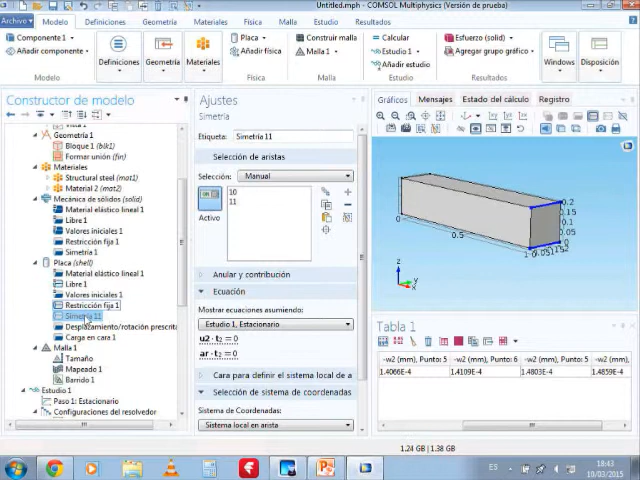 Untitled.mph - COMSOL Multiphysics (Versión de prueba)
Archivo
Modelo
Definiciones
Geometría
Materiales
Física
Malla
Estudio
Resultados
Componente 1
Añadir componente
Modelo
Definiciones
Geometría
Materiales
Placa
Añadir física
Física
Construir malla
Malla 1
Malla
Calcular
Estudio 1
Añadir estudio
Estudio
Esfuerzo (solid)
Agregar grupo gráfico
Resultados
Windows
Disposición
Constructor de modelo
Vista 1
Geometría 1
Bloque 1 (blk1)
Formar unión (fin)
Materiales
Structural steel (mat1)
Material 2 (mat2)
Mecánica de sólidos (solid)
Material elástico lineal 1
Libre 1
Valores iniciales 1
Restricción fija 1
Simetría 1
Placa (shell)
Material elástico lineal 1
Libre 1
Valores iniciales 1
Restricción fija 1
Simetría 11
Desplazamiento/rotación prescrita
Carga en cara 1
Malla 1
Tamaño
Mapeado 1
Barrido 1
Estudio 1
Paso 1: Estacionario
Configuraciones del resolvedor
Ajustes
Simetría
Etiqueta: Simetría 11
Selección de aristas
Selección: Manual
Activo
10
11
Anular y contribución
Ecuación
Mostrar ecuaciones asumiendo:
Estudio 1, Estacionario
u2·t₂ = 0
ar·t₂ = 0
Cara para definir el sistema local de a
Selección de sistema de coordenadas
Sistema de Coordenadas:
Sistema local en arista
Gráficos
Mensajes
Estado del cálculo
Registro
0.2
0.15
0.1
0.05
0
0
0.5
1
z
y
x
Tabla 1
-w2 (mm), Punto: 5
-w (mm), Punto: 6
-w2 (mm), Punto: 6
1.4066E-4
1.4109E-4
1.4803E-4
1.4859E-4
1.24 GB | 1.38 GB
ES
18:43
19/03/2015